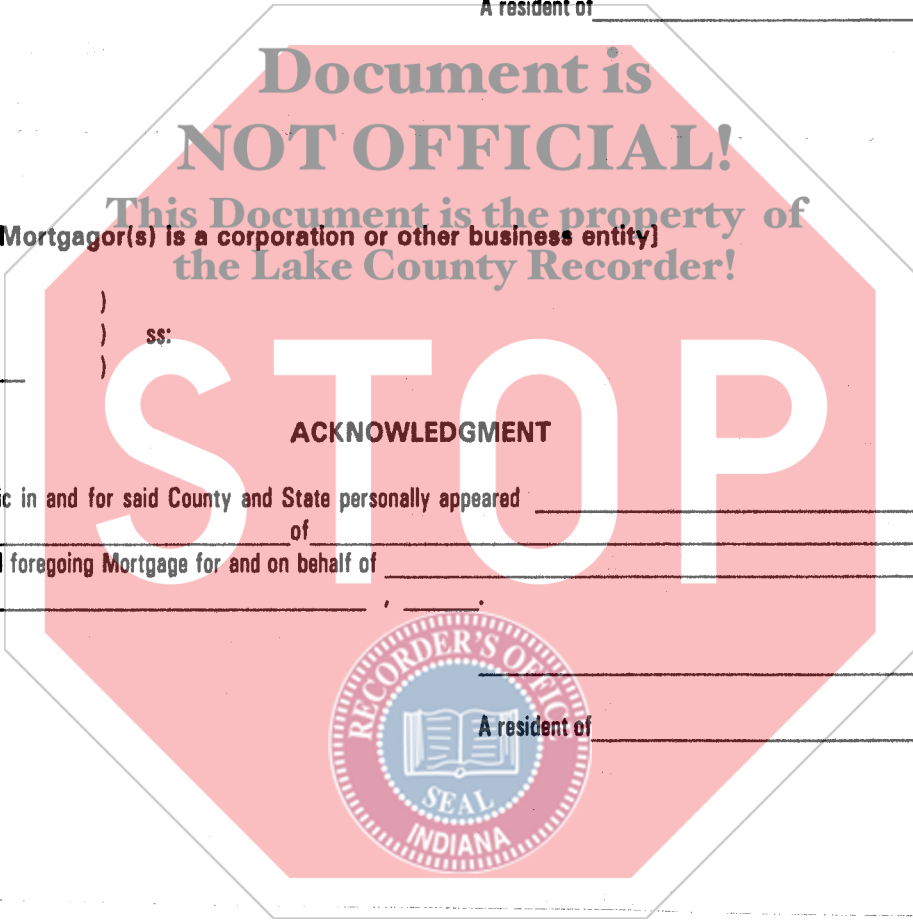 A resident of
Document is
NOT OFFICIAL!
This Document is the property of
Mortgagor(s) is a corporation or other business entity]
the Lake County Recorder!
)
) ss:
)
STOP
ACKNOWLEDGMENT
ic in and for said County and State personally appeared
of
foregoing Mortgage for and on behalf of
, .
RECORDER'S OFFIC
A resident of
SEAL
INDIANA